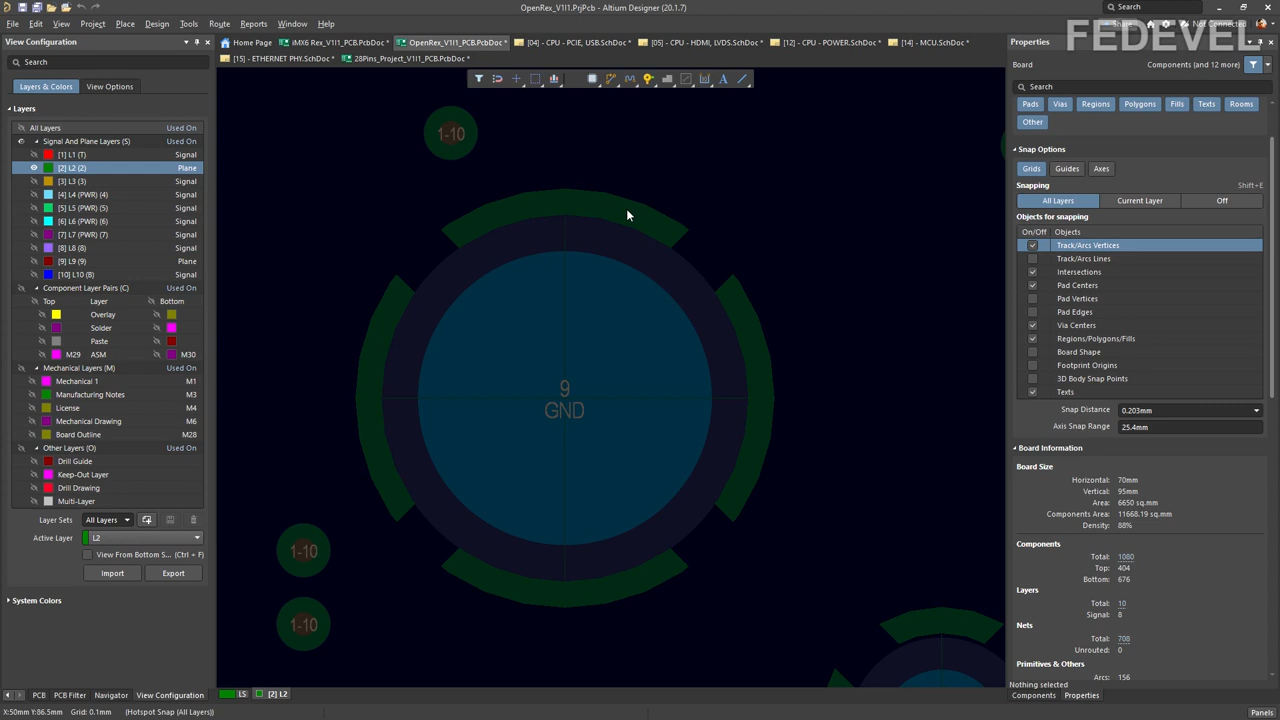 OpenRex_V1I1.PrjPcb - Altium Designer (20.1.7)
Search
File Edit View Project Place Design Tools Route Reports Window Help
Share Not Connected
FEDEVEL
View Configuration
Home Page iMX6 Rex_V1I1_PCB.PcbDoc * OpenRex_V1I1_PCB.PcbDoc * [04] - CPU - PCIE, USB.SchDoc * [05] - CPU - HDMI, LVDS.SchDoc * [12] - CPU - POWER.SchDoc * [14] - MCU.SchDoc *
[15] - ETHERNET PHY.SchDoc * 28Pins_Project_V1I1_PCB.PcbDoc *
Search
Layers & Colors View Options
Layers
All Layers Used On
Signal And Plane Layers (S) Used On
[1] L1 (T) Signal
[2] L2 (2) Plane
[3] L3 (3) Signal
[4] L4 (PWR) (4) Signal
[5] L5 (PWR) (5) Signal
[6] L6 (PWR) (6) Signal
[7] L7 (PWR) (7) Signal
[8] L8 (8) Signal
[9] L9 (9) Plane
[10] L10 (B) Signal
Component Layer Pairs (C) Used On
Top Layer Bottom
Overlay
Solder
Paste
M29 ASM M30
Mechanical Layers (M) Used On
Mechanical 1 M1
Manufacturing Notes M3
License M4
Mechanical Drawing M6
Board Outline M28
Other Layers (O) Used On
Drill Guide
Keep-Out Layer
Drill Drawing
Multi-Layer
Layer Sets All Layers
Active Layer L2
View From Bottom S... (Ctrl + F)
Import Export
System Colors
1-10
9
GND
1-10
1-10
Properties
Board Components (and 12 more)
Search
Pads Vias Regions Polygons Fills Texts Rooms
Other
Snap Options
Grids Guides Axes
Snapping Shift+E
All Layers Current Layer Off
Objects for snapping
On/Off Objects
Track/Arcs Vertices
Track/Arcs Lines
Intersections
Pad Centers
Pad Vertices
Pad Edges
Via Centers
Regions/Polygons/Fills
Board Shape
Footprint Origins
3D Body Snap Points
Texts
Snap Distance 0.203mm
Axis Snap Range 25.4mm
Board Information
Board Size
Horizontal: 70mm
Vertical: 95mm
Area: 6650 sq.mm
Components Area: 11668.19 sq.mm
Density: 88%
Components
Total: 1080
Top: 404
Bottom: 676
Layers
Total: 10
Signal: 8
Nets
Total: 708
Unrouted: 0
Primitives & Others
Arcs: 156
Nothing selected
PCB PCB Filter Navigator View Configuration LS [2] L2 Components Properties
X:50mm Y:86.5mm Grid: 0.1mm (Hotspot Snap (All Layers)) Panels